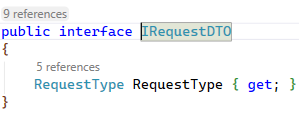 9 references
public interface IRequestDTO
{
5 references
RequestType RequestType { get; }
}